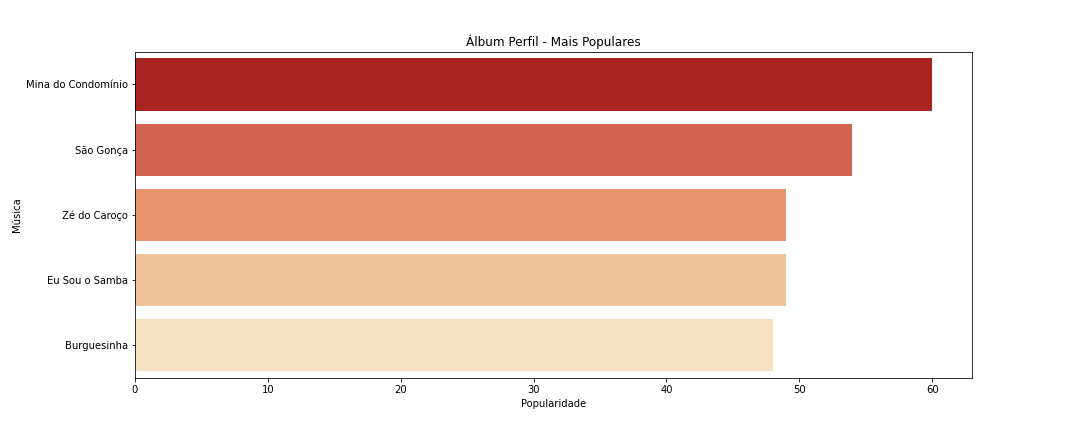 Álbum Perfil - Mais Populares
Música
Mina do Condomínio
São Gonça
Zé do Caroço
Eu Sou o Samba
Burguesinha
0 10 20 30 40 50 60
Popularidade